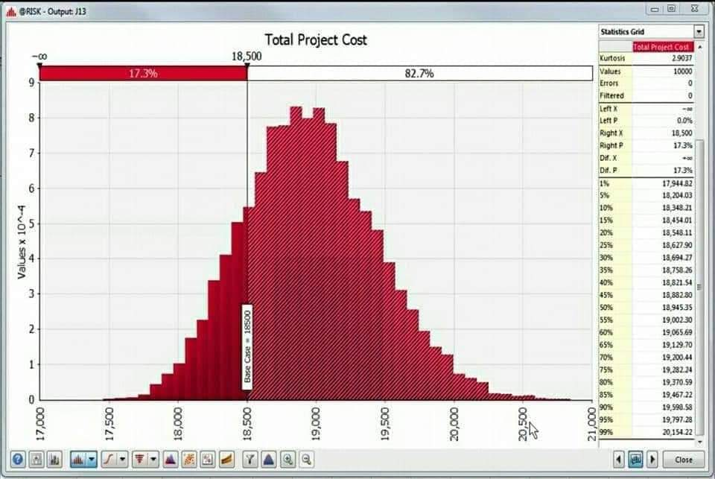 @RISK - Output: J13
Total Project Cost
-∞
18,500
17.3%
82.7%
9
8
7
6
5
4
3
2
1
0
Values x 10^-4
Base Case = 18500
17,000
17,500
18,000
18,500
19,000
19,500
20,000
20,500
21,000
Statistics Grid
Total Project Cost
Kurtosis 2.9037
Values 10000
Errors 0
Filtered 0
Left X -∞
Left P 0.0%
Right X 18,500
Right P 17.3%
Dif. X +∞
Dif. P 17.3%
1% 17,944.82
5% 18,204.03
10% 18,348.21
15% 18,454.01
20% 18,548.11
25% 18,627.90
30% 18,694.27
35% 18,758.26
40% 18,821.54
45% 18,882.80
50% 18,945.35
55% 19,002.30
60% 19,065.69
65% 19,129.70
70% 19,200.44
75% 19,282.24
80% 19,370.59
85% 19,467.22
90% 19,598.58
95% 19,797.28
99% 20,154.22
Close